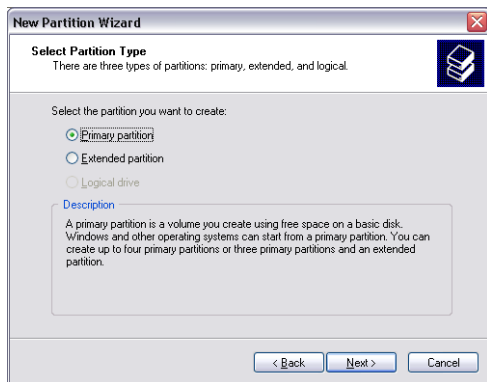 New Partition Wizard
Select Partition Type
There are three types of partitions: primary, extended, and logical.
Select the partition you want to create:
Primary partition
Extended partition
Logical drive
Description
A primary partition is a volume you create using free space on a basic disk.
Windows and other operating systems can start from a primary partition. You can
create up to four primary partitions or three primary partitions and an extended
partition.
< Back
Next >
Cancel